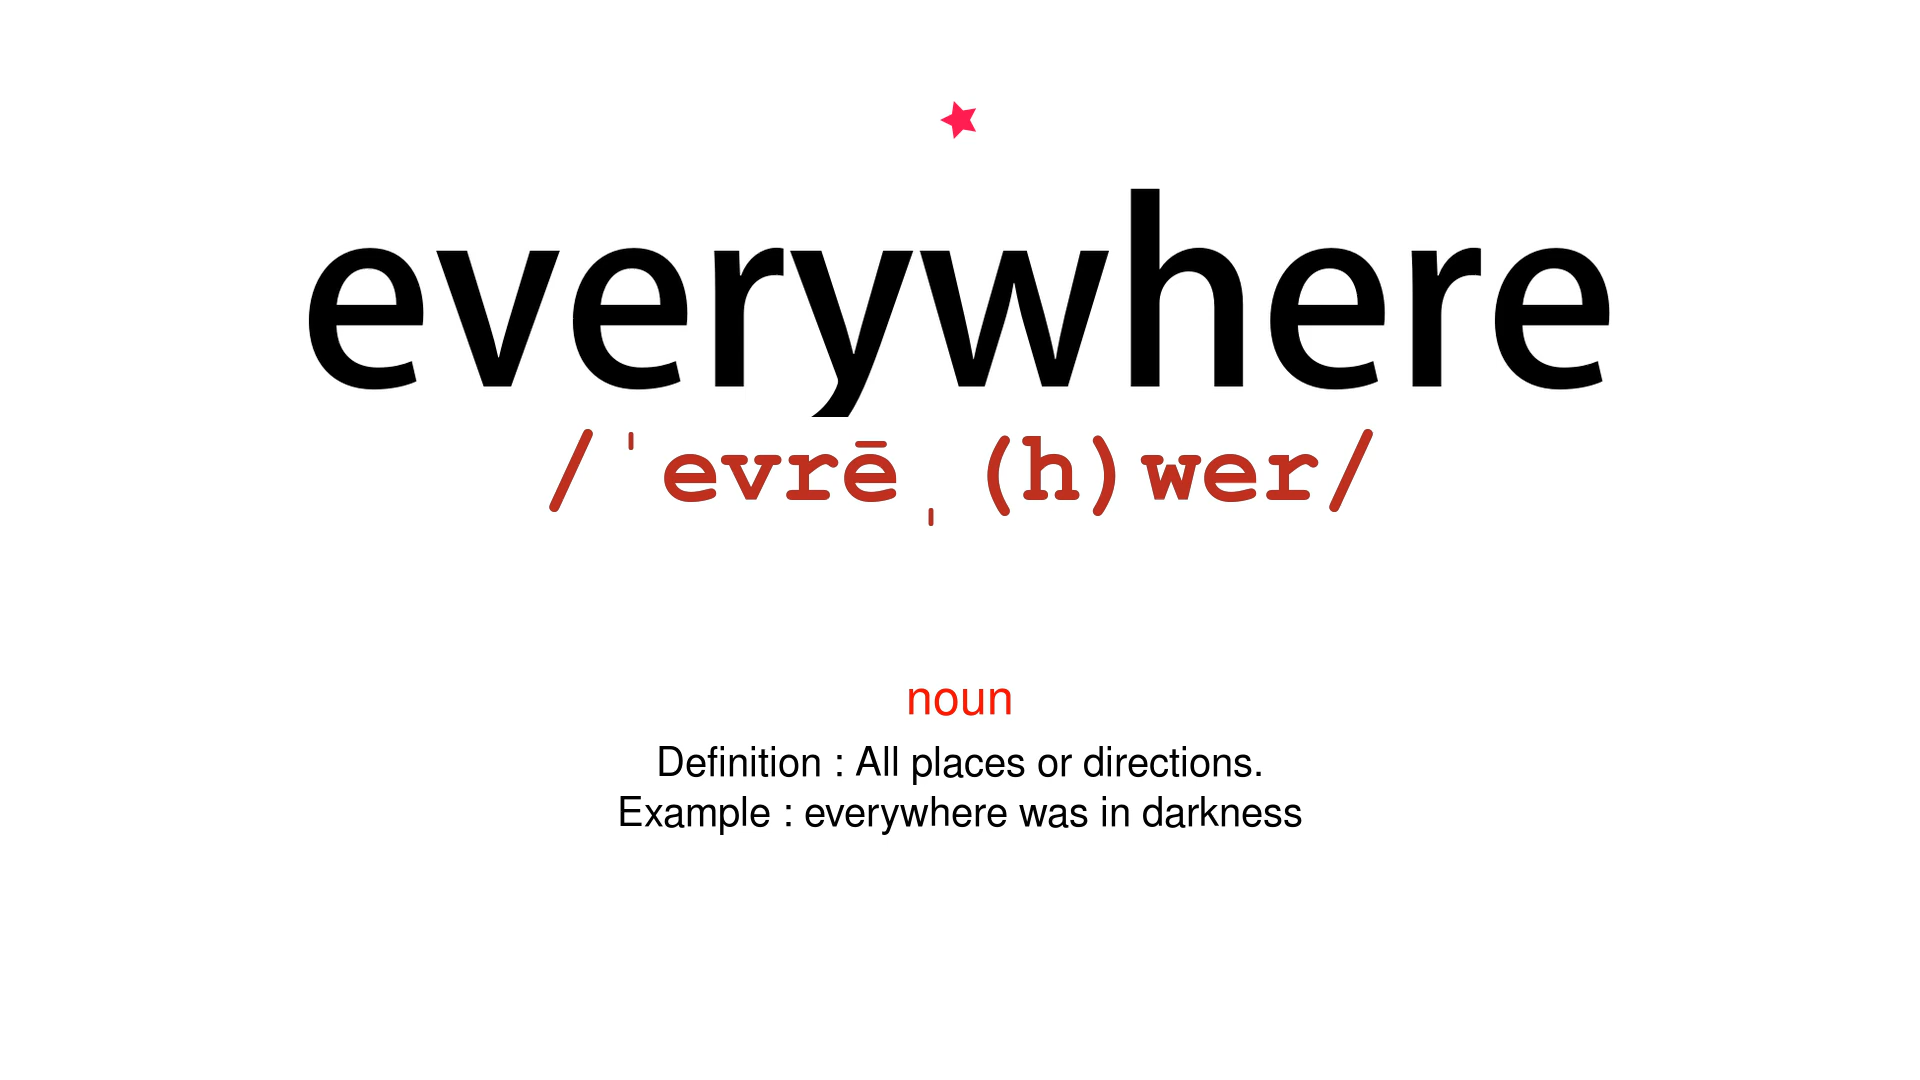 everywhere
/ˈevrēˌ(h)wer/
noun
Definition : All places or directions.
Example : everywhere was in darkness